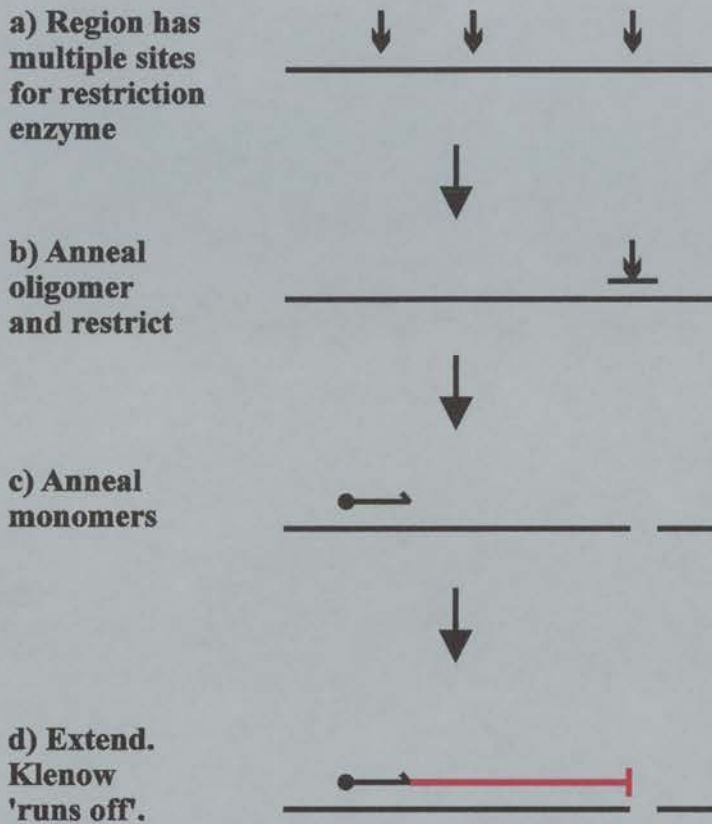 a) Region has
multiple sites
for restriction
enzyme
b) Anneal
oligomer
and restrict
c) Anneal
monomers
d) Extend.
Klenow
'runs off'.